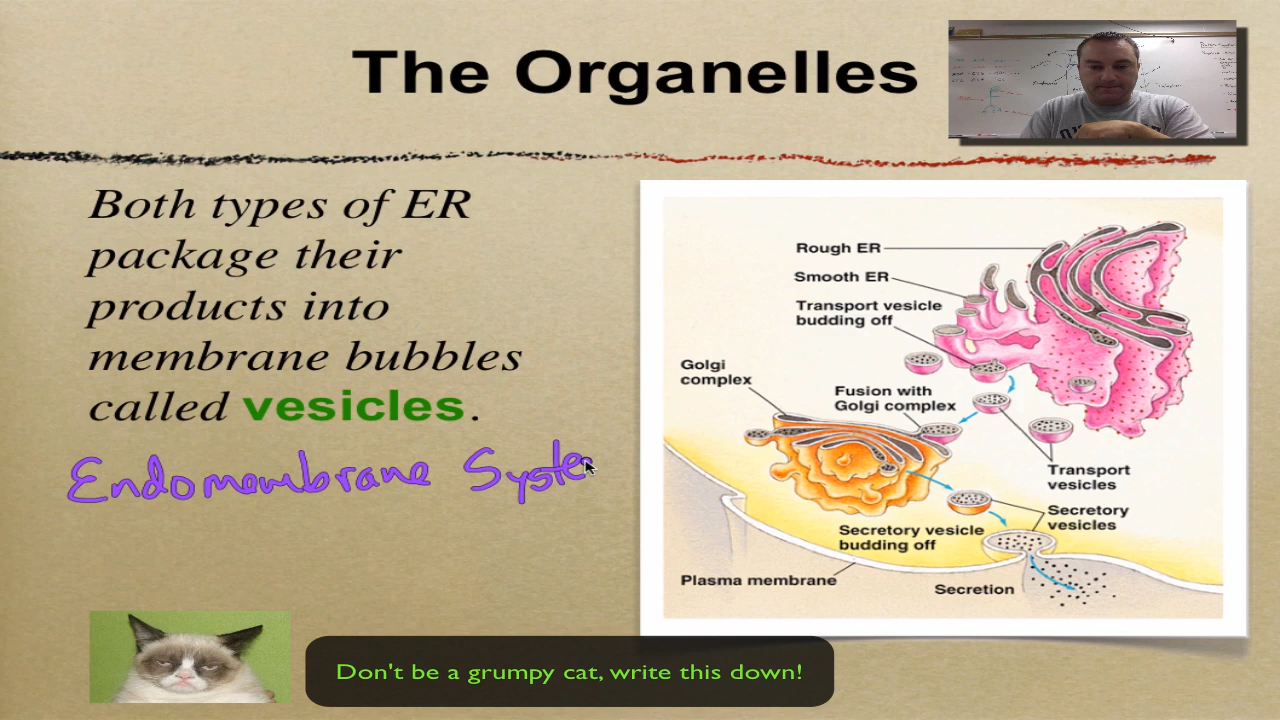 The Organelles
Both types of ER
package their
products into
membrane bubbles
called vesicles.
Endomembrane Syste
Rough ER
Smooth ER
Transport vesicle
budding off
Golgi
complex
Fusion with
Golgi complex
Transport
vesicles
Secretory
vesicles
Secretory vesicle
budding off
Plasma membrane
Secretion
Don't be a grumpy cat, write this down!